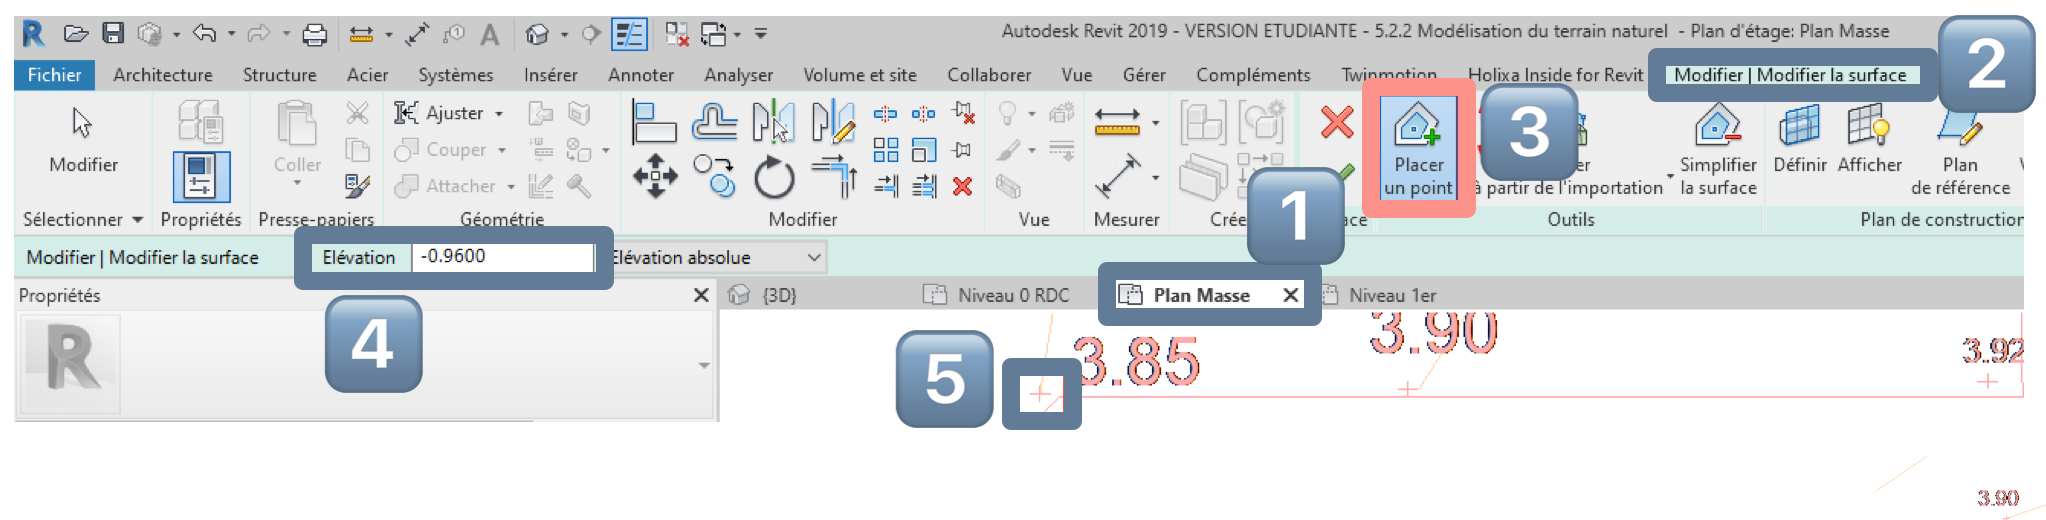 Autodesk Revit 2019 - VERSION ETUDIANTE - 5.2.2 Modélisation du terrain naturel - Plan d'étage: Plan Masse
2
Fichier Architecture Structure Acier Systèmes Insérer Annoter Analyser Volume et site Collaborer Vue Gérer Compléments Twinmotion Holixa Inside for Revit Modifier | Modifier la surface
3
Ajuster
Couper
Attacher
Modifier
Coller
Placer
un point
à partir de l'importation
Simplifier
la surface
Définir
Afficher
Plan
de référence
1
Sélectionner Propriétés Presse-papiers Géométrie Modifier Vue Mesurer Outils Plan de construction
Modifier | Modifier la surface Elévation -0.9600 Elévation absolue
Propriétés {3D} Niveau 0 RDC Plan Masse Niveau 1er
4
5
3.85
3.90
3.92
3.90